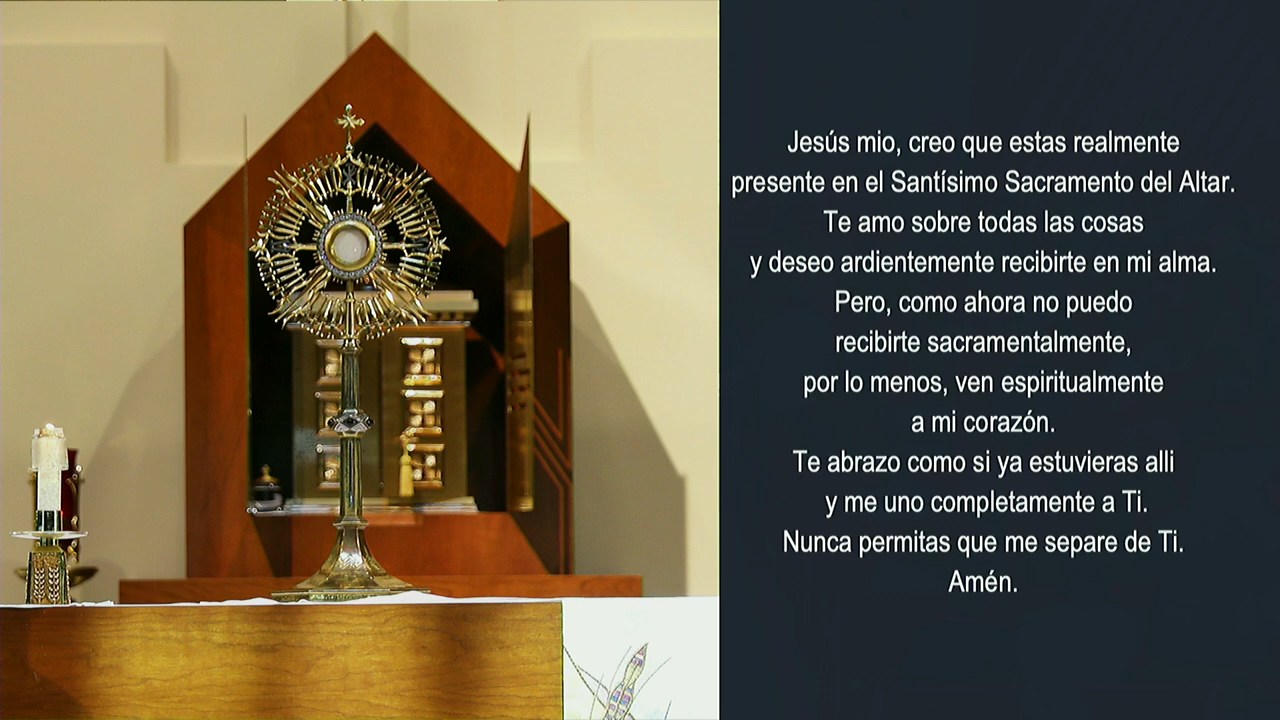 Jesús mio, creo que estas realmente
presente en el Santísimo Sacramento del Altar.
Te amo sobre todas las cosas
y deseo ardientemente recibirte en mi alma.
Pero, como ahora no puedo
recibirte sacramentalmente,
por lo menos, ven espiritualmente
a mi corazón.
Te abrazo como si ya estuvieras alli
y me uno completamente a Ti.
Nunca permitas que me separe de Ti.
Amén.